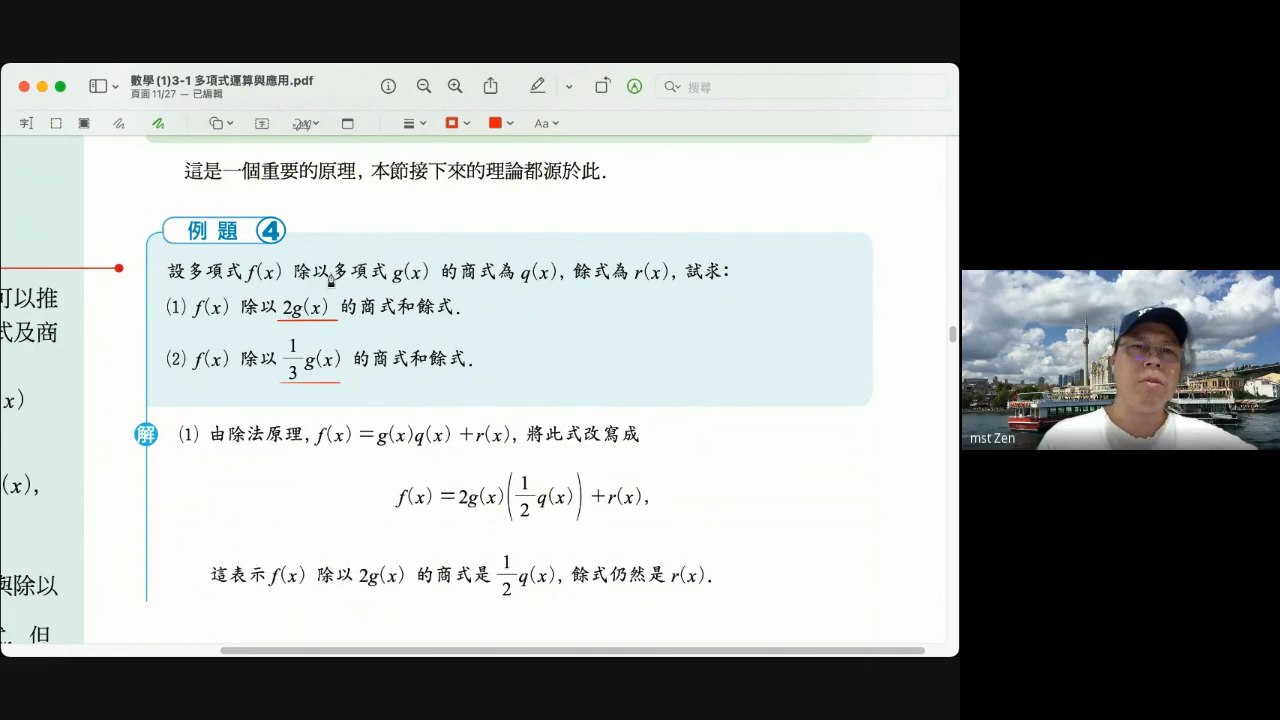 數學 (1)3-1 多項式運算與應用.pdf
頁面 11/27 — 已編輯
搜尋
Aa
這是一個重要的原理, 本節接下來的理論都源於此.
例題 4
設多項式 f(x) 除以多項式 g(x) 的商式為 q(x), 餘式為 r(x), 試求:
(1) f(x) 除以 2g(x) 的商式和餘式.
(2) f(x) 除以 1/3 g(x) 的商式和餘式.
解 (1) 由除法原理, f(x)=g(x)q(x)+r(x), 將此式改寫成
f(x)=2g(x)(1/2 q(x))+r(x),
這表示 f(x) 除以 2g(x) 的商式是 1/2 q(x), 餘式仍然是 r(x).
可以推
式及商
x)
(x),
與除以
但
mst Zen